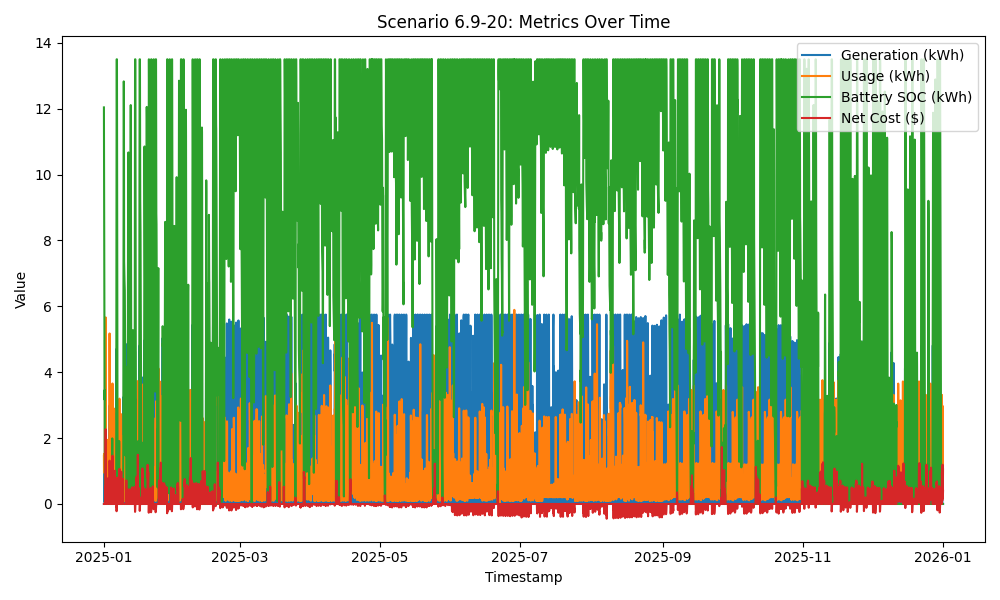 Scenario 6.9-20: Metrics Over Time
Generation (kWh)
Usage (kWh)
Battery SOC (kWh)
Net Cost ($)
Value
14
12
10
8
6
4
2
0
2025-01
2025-03
2025-05
2025-07
2025-09
2025-11
2026-01
Timestamp